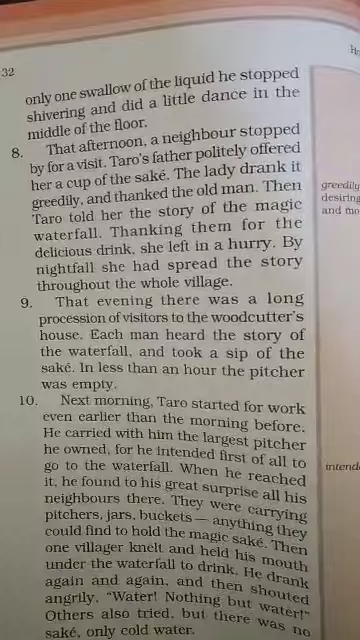 32
only one swallow of the liquid he stopped
shivering and did a little dance in the
middle of the floor.
8. That afternoon, a neighbour stopped
by for a visit. Taro's father politely offered
her a cup of the saké. The lady drank it
greedily, and thanked the old man. Then
Taro told her the story of the magic
waterfall. Thanking them for the
delicious drink, she left in a hurry. By
nightfall she had spread the story
throughout the whole village.
9. That evening there was a long
procession of visitors to the woodcutter's
house. Each man heard the story of
the waterfall, and took a sip of the
saké. In less than an hour the pitcher
was empty.
10. Next morning, Taro started for work
even earlier than the morning before.
He carried with him the largest pitcher
he owned, for he intended first of all to
go to the waterfall. When he reached
it, he found to his great surprise all his
neighbours there. They were carrying
pitchers, jars, buckets — anything they
could find to hold the magic saké. Then
one villager knelt and held his mouth
under the waterfall to drink. He drank
again and again, and then shouted
angrily, "Water! Nothing but water!"
Others also tried, but there was no
saké, only cold water.
greedily
desiring
and mo
intend